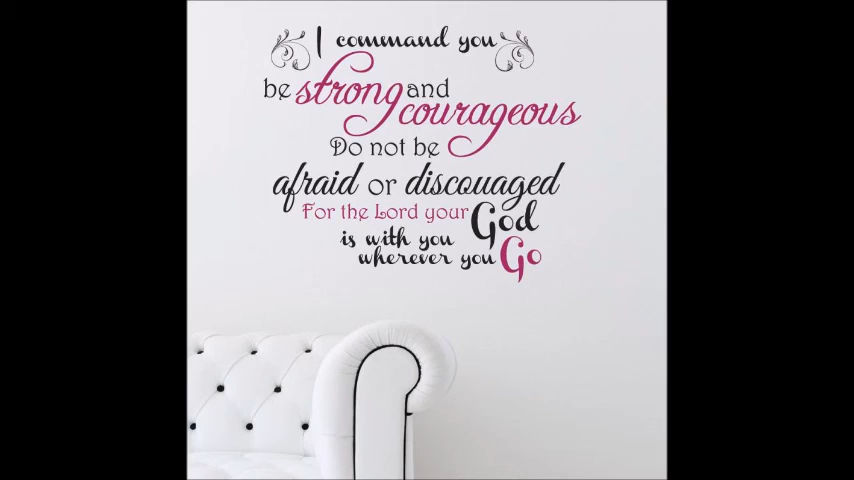 I command you
be strong and
courageous
Do not be
afraid or discouaged
For the Lord your God
is with you
wherever you Go